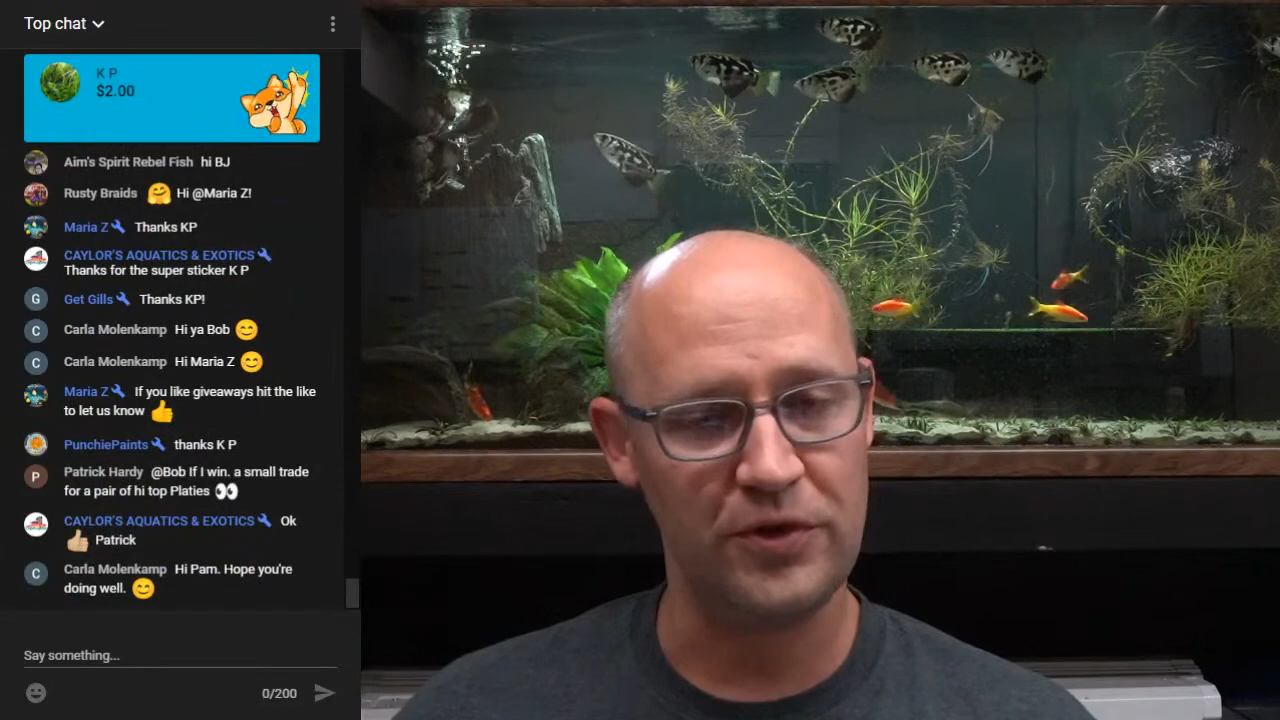 Top chat
K P
$2.00
Aim's Spirit Rebel Fish hi BJ
Rusty Braids 🤗 Hi @Maria Z!
Maria Z Thanks KP
CAYLOR'S AQUATICS & EXOTICS
Thanks for the super sticker K P
G Get Gills Thanks KP!
C Carla Molenkamp Hi ya Bob 😊
C Carla Molenkamp Hi Maria Z 😊
Maria Z If you like giveaways hit the like
to let us know 👍
PunchiePaints thanks K P
P Patrick Hardy @Bob If I win. a small trade
for a pair of hi top Platies 👀
CAYLOR'S AQUATICS & EXOTICS Ok
👍🏼 Patrick
C Carla Molenkamp Hi Pam. Hope you're
doing well. 😊
Say something...
0/200